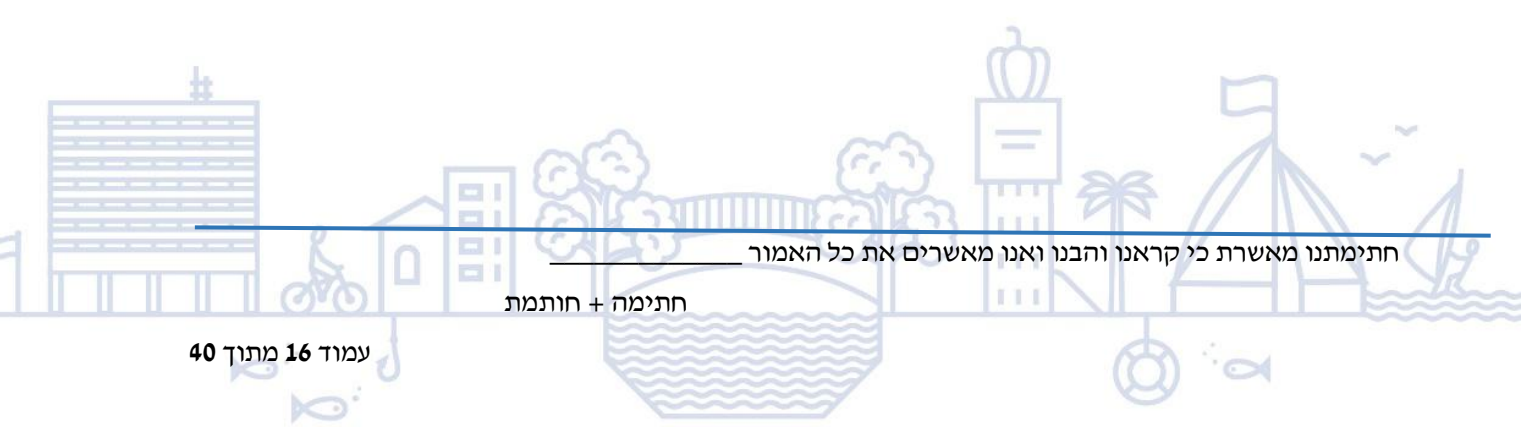 חתימתנו מאשרת כי קראנו והבנו ואנו מאשרים את כל האמור _______________
חתימה + חותמת
עמוד 16 מתוך 40